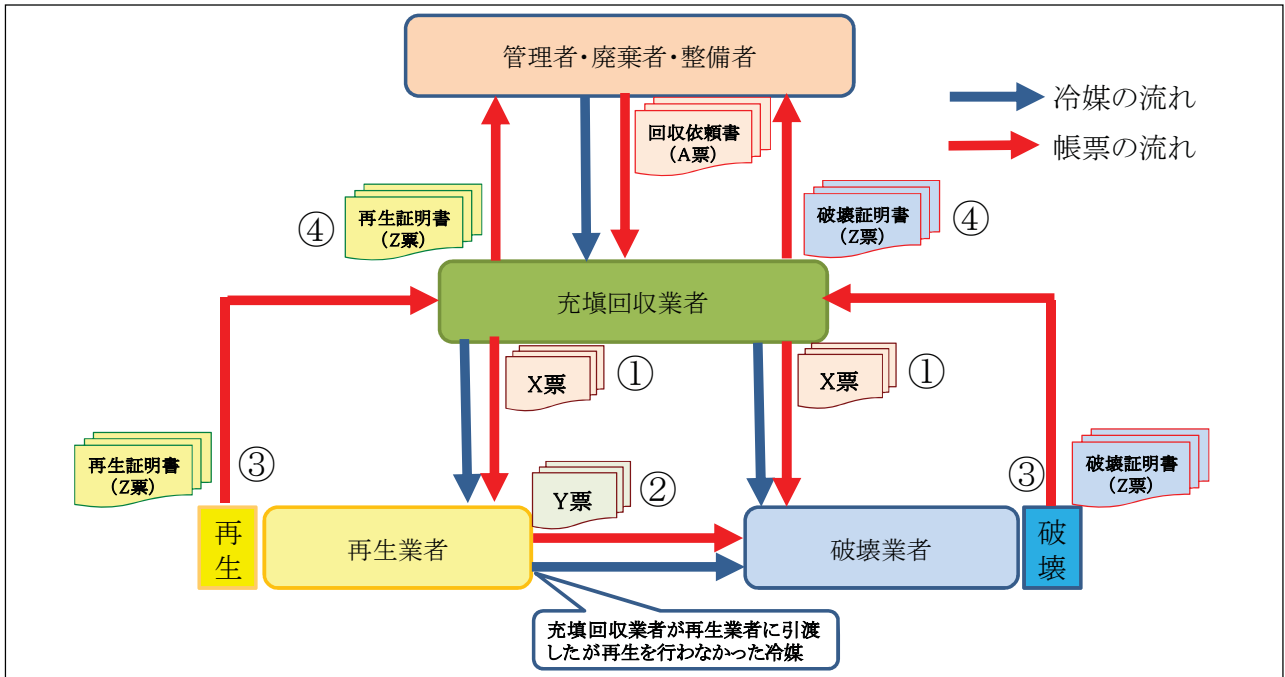 管理者・廃棄者・整備者
冷媒の流れ
帳票の流れ
回収依頼書
（A票）
④
再生証明書
（Z票）
破壊証明書
（Z票）
④
充塡回収業者
X票
①
X票
①
再生証明書
（Z票）
③
Y票
②
③
破壊証明書
（Z票）
再生
再生業者
破壊業者
破壊
充塡回収業者が再生業者に引渡
したが再生を行わなかった冷媒